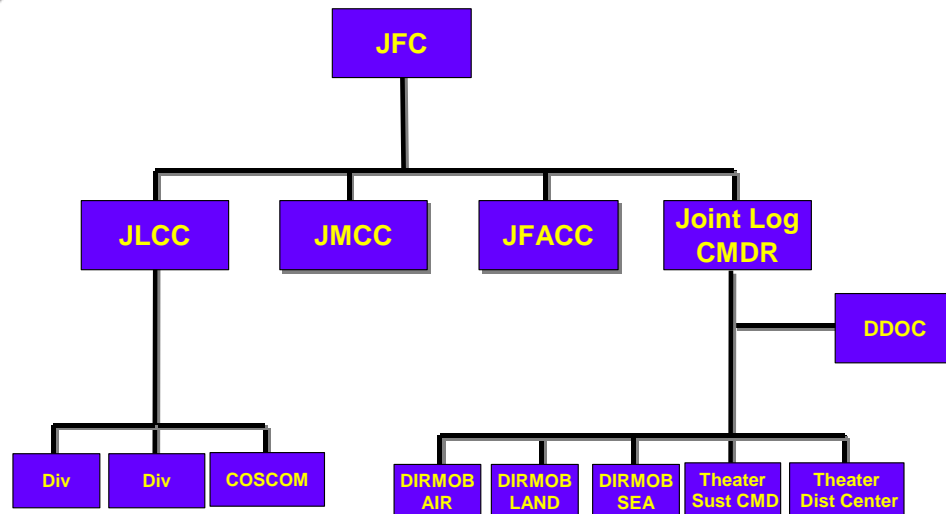 JFC
JLCC
JMCC
JFACC
Joint Log
CMDR
DDOC
Div
Div
COSCOM
DIRMOB
AIR
DIRMOB
LAND
DIRMOB
SEA
Theater
Sust CMD
Theater
Dist Center